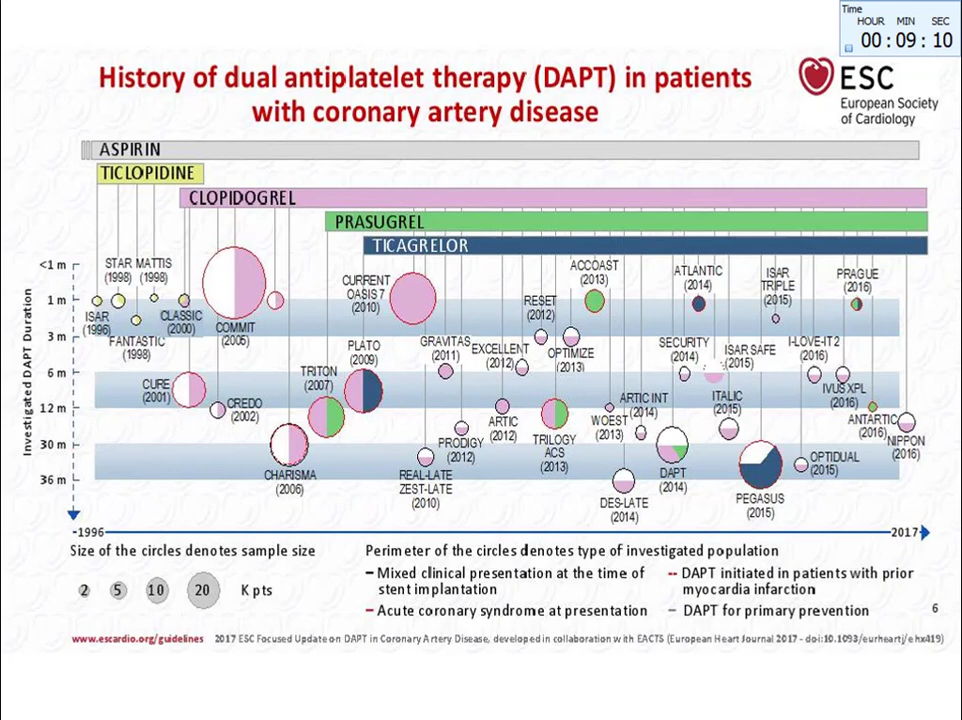 Time
HOUR MIN SEC
00:09:10
History of dual antiplatelet therapy (DAPT) in patients
with coronary artery disease
ESC
European Society
of Cardiology
ASPIRIN
TICLOPIDINE
CLOPIDOGREL
PRASUGREL
TICAGRELOR
Investigated DAPT Duration
<1 m
1 m
3 m
6 m
12 m
30 m
36 m
ISAR
(1996)
STAR
(1998)
FANTASTIC
(1998)
MATTIS
(1998)
CLASSIC
(2000)
COMMIT
(2005)
CURE
(2001)
CREDO
(2002)
CHARISMA
(2006)
TRITON
(2007)
PLATO
(2009)
CURRENT
OASIS 7
(2010)
REAL-LATE
ZEST-LATE
(2010)
GRAVITAS
(2011)
PRODIGY
(2012)
EXCELLENT
(2012)
ARTIC
(2012)
RESET
(2012)
OPTIMIZE
(2013)
TRILOGY
ACS
(2013)
ACCOAST
(2013)
WOEST
(2013)
DES-LATE
(2014)
ARTIC INT
(2014)
SECURITY
(2014)
DAPT
(2014)
ATLANTIC
(2014)
ISAR SAFE
(2015)
ITALIC
(2015)
PEGASUS
(2015)
ISAR
TRIPLE
(2015)
OPTIDUAL
(2015)
I-LOVE-IT 2
(2016)
IVUS XPL
(2016)
PRAGUE
(2016)
ANTARTIC
(2016)
NIPPON
(2016)
1996
2017
Size of the circles denotes sample size
2 5 10 20 K pts
Perimeter of the circles denotes type of investigated population
Mixed clinical presentation at the time of
stent implantation
Acute coronary syndrome at presentation
DAPT initiated in patients with prior
myocardia infarction
DAPT for primary prevention
6
www.escardio.org/guidelines 2017 ESC Focused Update on DAPT in Coronary Artery Disease, developed in collaboration with EACTS (European Heart Journal 2017 - doi:10.1093/eurheartj/ehx419)